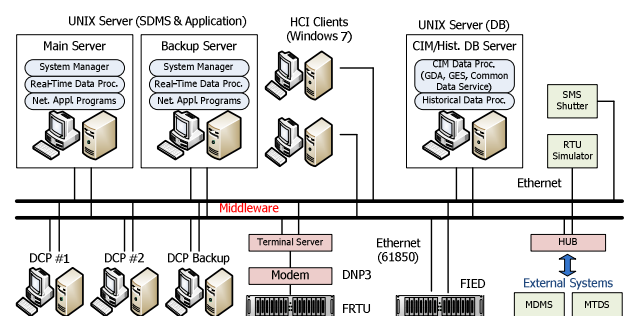 UNIX Server (SDMS & Application)
HCI Clients
(Windows 7)
UNIX Server (DB)
Main Server
System Manager
Real-Time Data Proc.
Net. Appl Programs
Backup Server
System Manager
Real-Time Data Proc.
Net. Appl Programs
CIM/Hist. DB Server
CIM Data Proc.
(GDA, GES, Common
Data Service)
Historical Data Proc.
SMS
Shutter
RTU
Simulator
Ethernet
Middleware
DCP #1
DCP #2
DCP Backup
Terminal Server
Modem
DNP3
FRTU
Ethernet
(61850)
FIED
HUB
External Systems
MDMS
MTDS